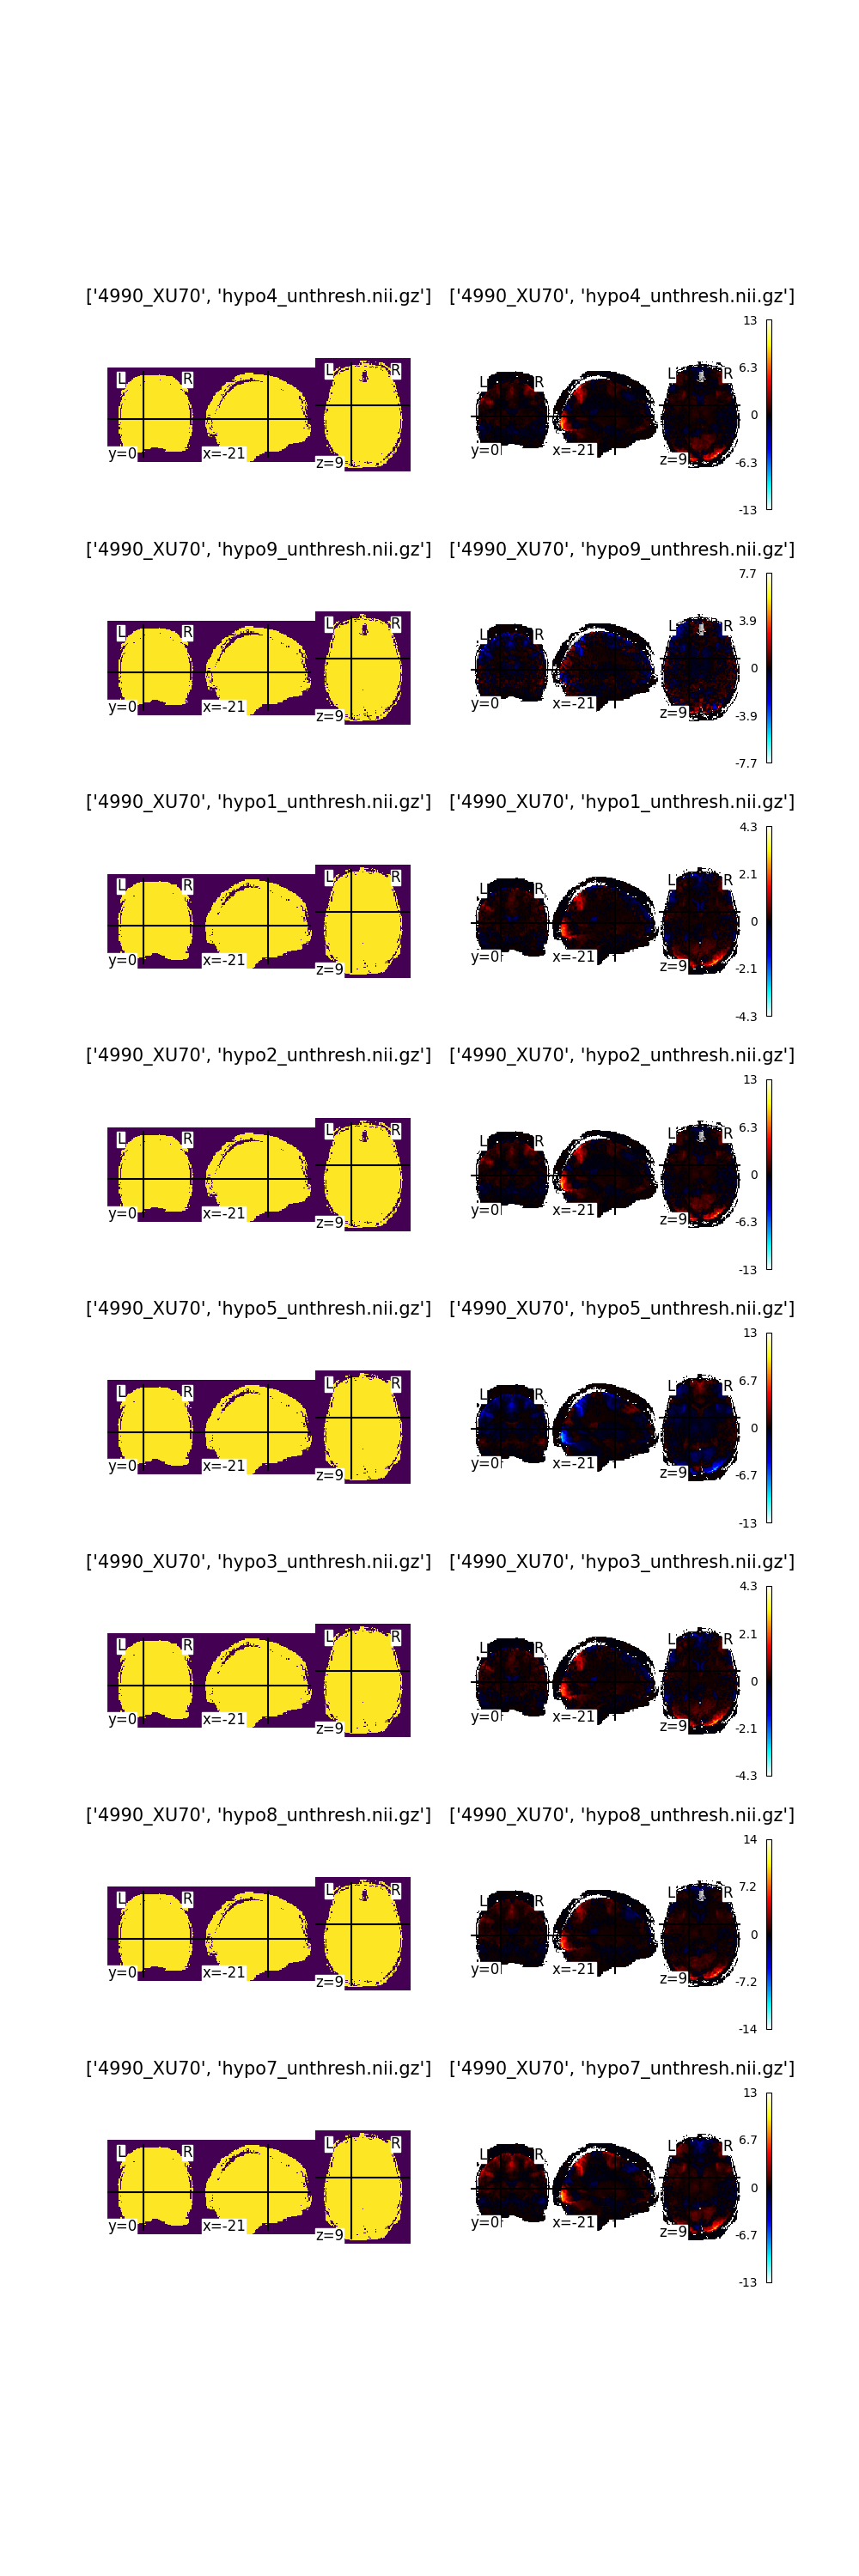 ['4990_XU70', 'hypo4_unthresh.nii.gz'] ['4990_XU70', 'hypo4_unthresh.nii.gz']
13
6.3
0
-6.3
-13
L R L R L R L R
y=0 x=-21 z=9 y=0 x=-21 z=9
['4990_XU70', 'hypo9_unthresh.nii.gz'] ['4990_XU70', 'hypo9_unthresh.nii.gz']
7.7
3.9
0
-3.9
-7.7
L R L R L R L R
y=0 x=-21 z=9 y=0 x=-21 z=9
['4990_XU70', 'hypo1_unthresh.nii.gz'] ['4990_XU70', 'hypo1_unthresh.nii.gz']
4.3
2.1
0
-2.1
-4.3
L R L R L R L R
y=0 x=-21 z=9 y=0 x=-21 z=9
['4990_XU70', 'hypo2_unthresh.nii.gz'] ['4990_XU70', 'hypo2_unthresh.nii.gz']
13
6.3
0
-6.3
-13
L R L R L R L R
y=0 x=-21 z=9 y=0 x=-21 z=9
['4990_XU70', 'hypo5_unthresh.nii.gz'] ['4990_XU70', 'hypo5_unthresh.nii.gz']
13
6.7
0
-6.7
-13
L R L R L R L R
y=0 x=-21 z=9 y=0 x=-21 z=9
['4990_XU70', 'hypo3_unthresh.nii.gz'] ['4990_XU70', 'hypo3_unthresh.nii.gz']
4.3
2.1
0
-2.1
-4.3
L R L R L R L R
y=0 x=-21 z=9 y=0 x=-21 z=9
['4990_XU70', 'hypo8_unthresh.nii.gz'] ['4990_XU70', 'hypo8_unthresh.nii.gz']
14
7.2
0
-7.2
-14
L R L R L R L R
y=0 x=-21 z=9 y=0 x=-21 z=9
['4990_XU70', 'hypo7_unthresh.nii.gz'] ['4990_XU70', 'hypo7_unthresh.nii.gz']
13
6.7
0
-6.7
-13
L R L R L R L R
y=0 x=-21 z=9 y=0 x=-21 z=9